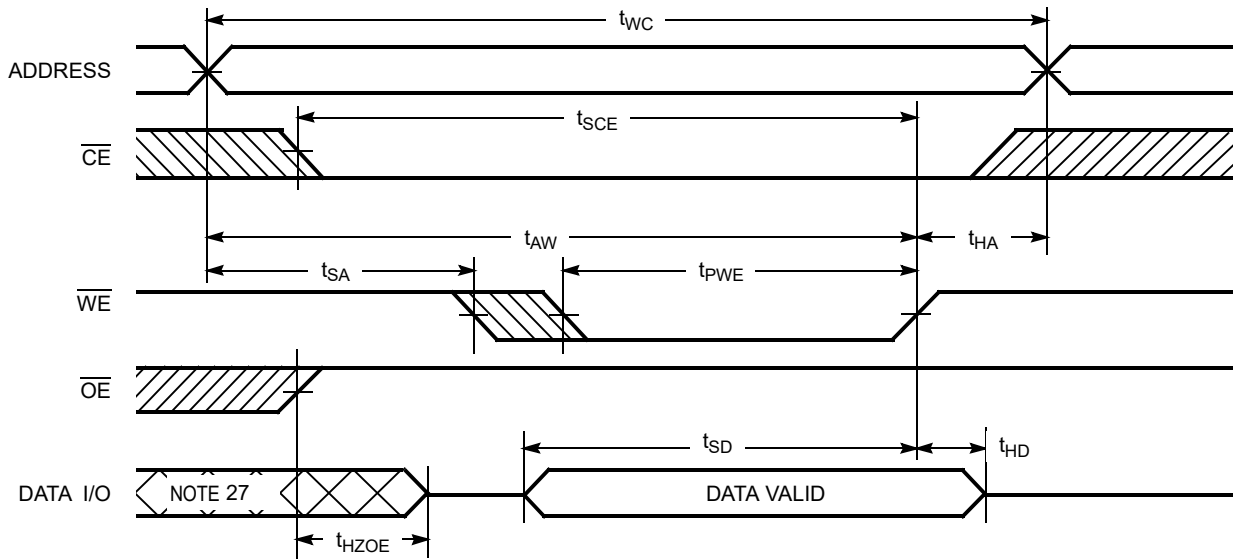 tWC
ADDRESS
tSCE
CE
tAW
tHA
tSA
tPWE
WE
OE
tSD
tHD
DATA I/O
NOTE 27
DATA VALID
tHZOE